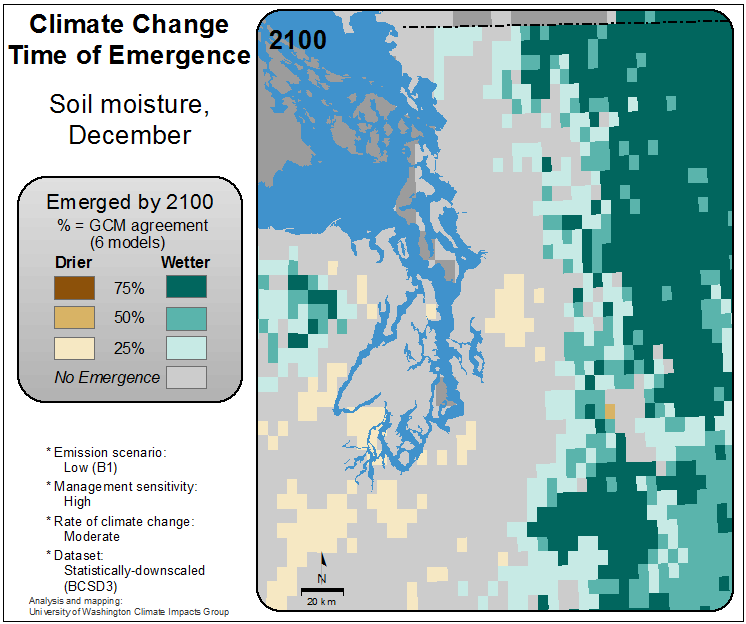 Climate Change
Time of Emergence
Soil moisture,
December
Emerged by 2100
% = GCM agreement
(6 models)
Drier Wetter
75%
50%
25%
No Emergence
* Emission scenario:
Low (B1)
* Management sensitivity:
High
* Rate of climate change:
Moderate
* Dataset:
Statistically-downscaled
(BCSD3)
Analysis and mapping:
University of Washington Climate Impacts Group
2100
N
20 km